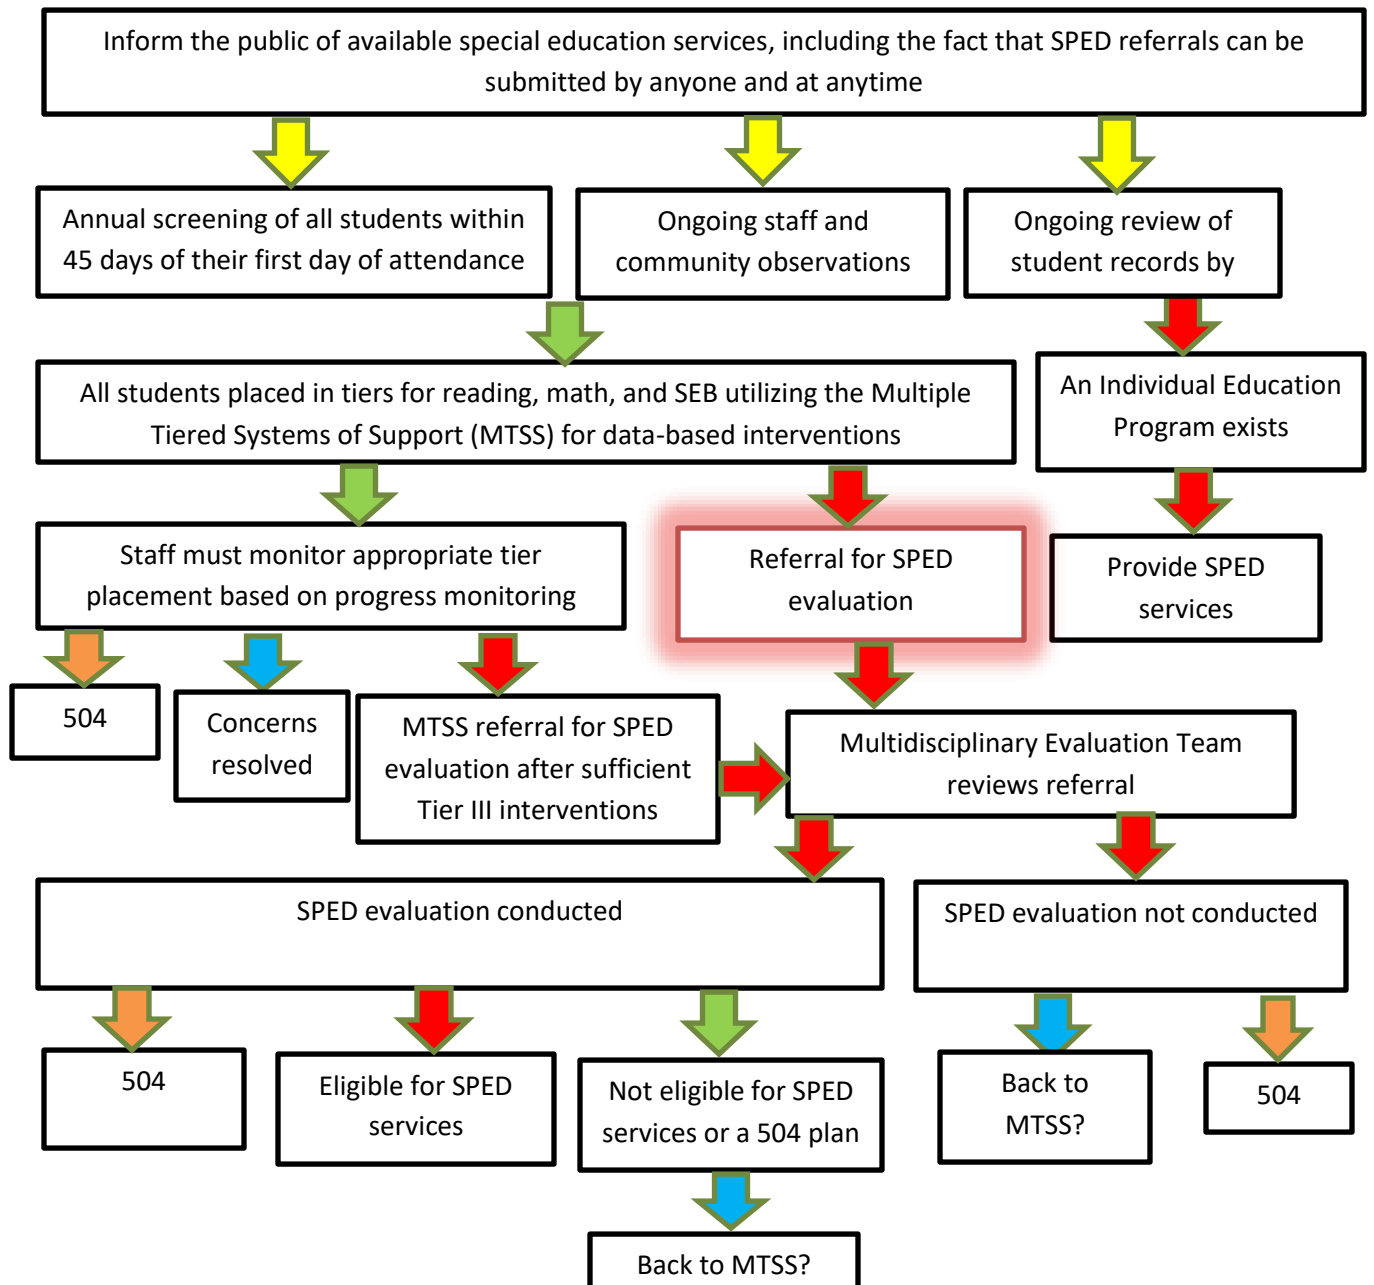 Inform the public of available special education services, including the fact that SPED referrals can be
submitted by anyone and at anytime
Annual screening of all students within
45 days of their first day of attendance
Ongoing staff and
community observations
Ongoing review of
student records by
All students placed in tiers for reading, math, and SEB utilizing the Multiple
Tiered Systems of Support (MTSS) for data-based interventions
An Individual Education
Program exists
Staff must monitor appropriate tier
placement based on progress monitoring
Referral for SPED
evaluation
Provide SPED
services
504
Concerns
resolved
MTSS referral for SPED
evaluation after sufficient
Tier III interventions
Multidisciplinary Evaluation Team
reviews referral
SPED evaluation conducted
SPED evaluation not conducted
504
Eligible for SPED
services
Not eligible for SPED
services or a 504 plan
Back to
MTSS?
504
Back to MTSS?